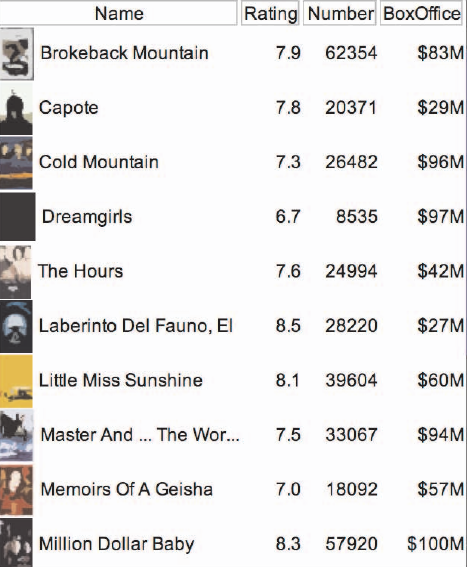 Name Rating Number BoxOffice
Brokeback Mountain 7.9 62354 $83M
Capote 7.8 20371 $29M
Cold Mountain 7.3 26482 $96M
Dreamgirls 6.7 8535 $97M
The Hours 7.6 24994 $42M
Laberinto Del Fauno, El 8.5 28220 $27M
Little Miss Sunshine 8.1 39604 $60M
Master And ... The Wor... 7.5 33067 $94M
Memoirs Of A Geisha 7.0 18092 $57M
Million Dollar Baby 8.3 57920 $100M